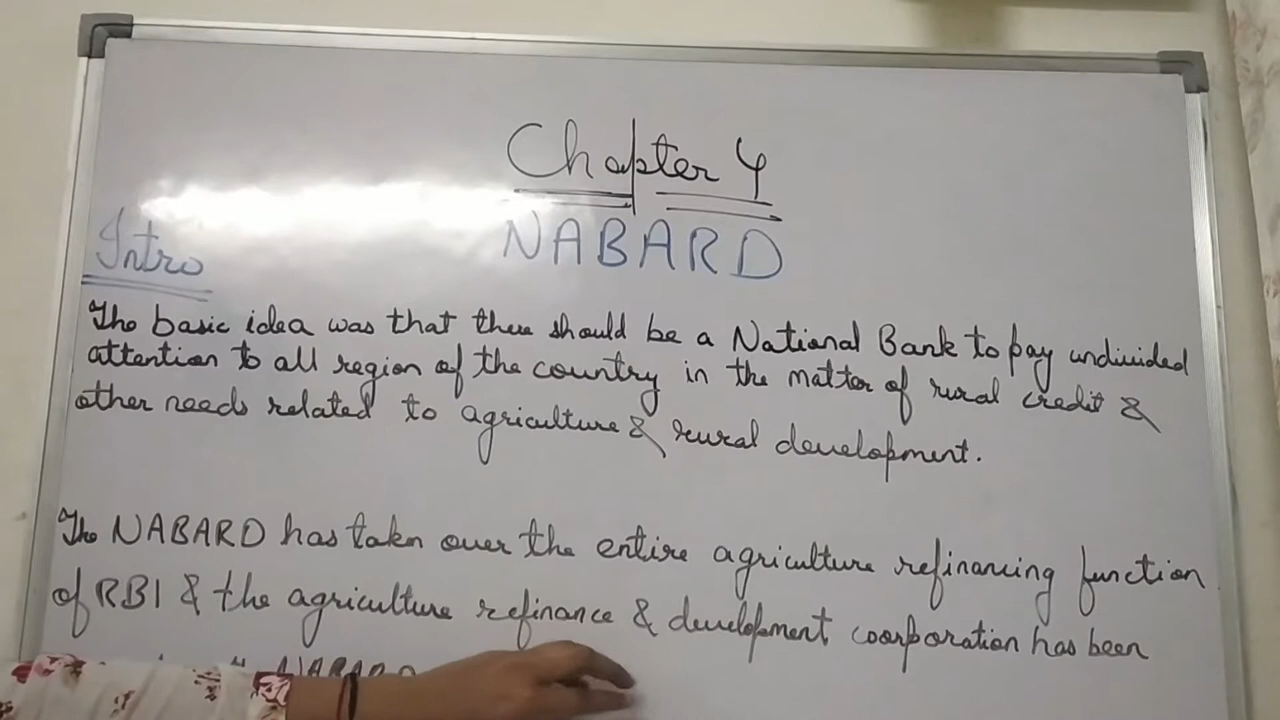 Chapter 4
NABARD
Intro
The basic idea was that there should be a National Bank to pay undivided
attention to all region of the country in the matter of rural credit &
other needs related to agriculture & rural development.
The NABARD has taken over the entire agriculture refinancing function
of RBI & the agriculture refinance & development coorporation has been
NABARD